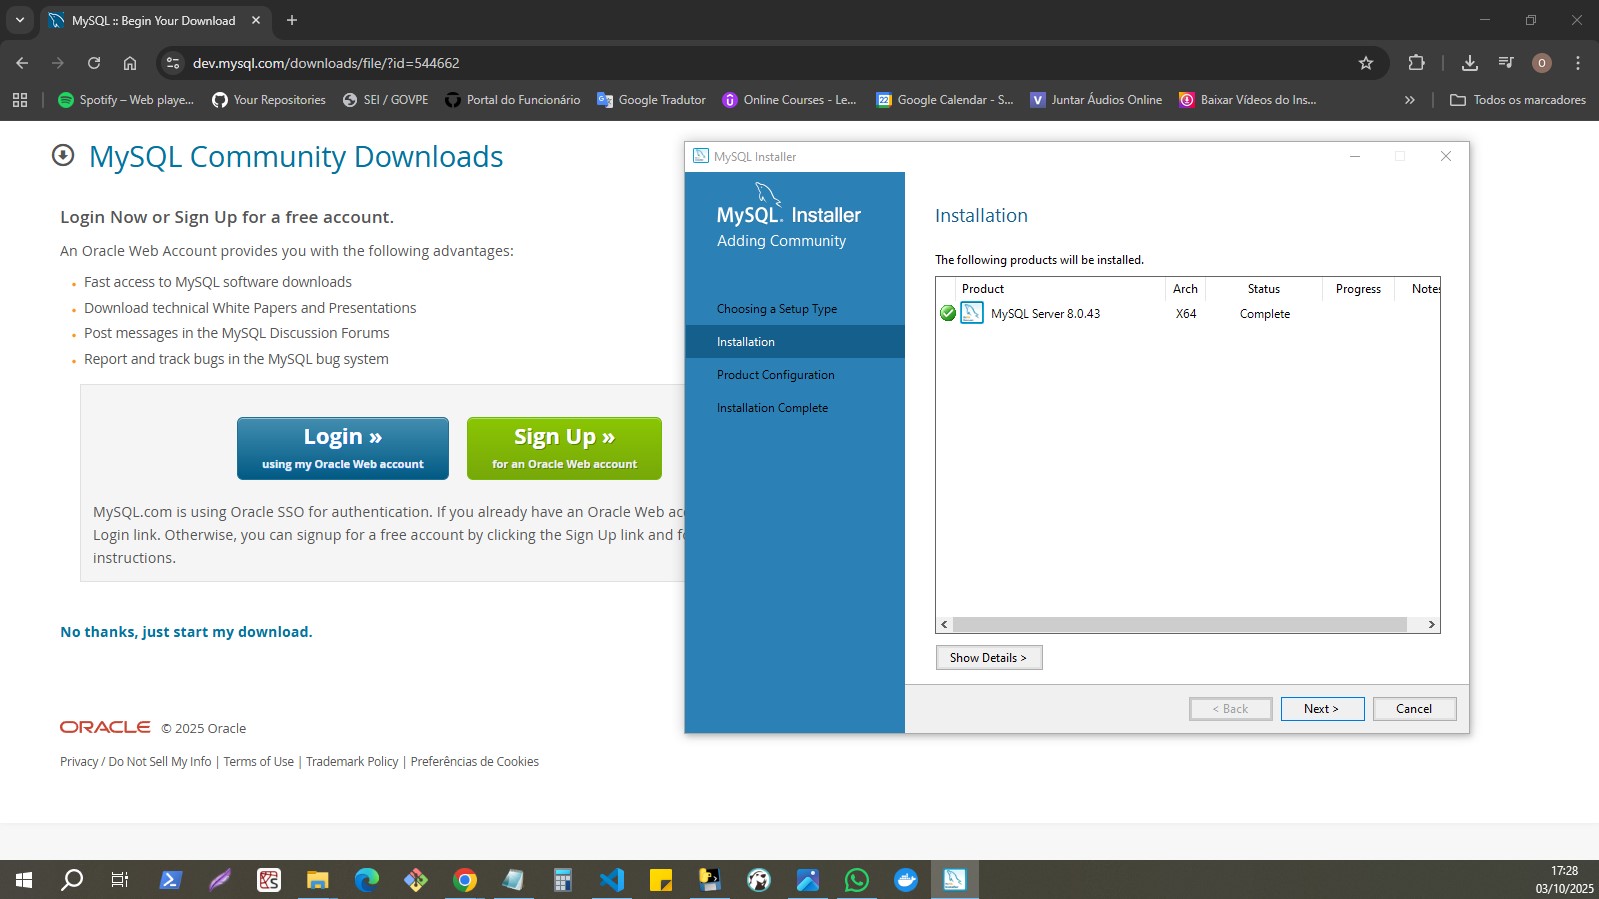 MySQL :: Begin Your Download
dev.mysql.com/downloads/file/?id=544662
O
Spotify – Web playe...
Your Repositories
SEI / GOVPE
Portal do Funcionário
Google Tradutor
Online Courses - Le...
Google Calendar - S...
Juntar Áudios Online
Baixar Vídeos do Ins...
»
Todos os marcadores
MySQL Community Downloads
Login Now or Sign Up for a free account.
An Oracle Web Account provides you with the following advantages:
Fast access to MySQL software downloads
Download technical White Papers and Presentations
Post messages in the MySQL Discussion Forums
Report and track bugs in the MySQL bug system
Login »
using my Oracle Web account
Sign Up »
for an Oracle Web account
MySQL.com is using Oracle SSO for authentication. If you already have an Oracle Web
Login link. Otherwise, you can signup for a free account by clicking the Sign Up link and
instructions.
No thanks, just start my download.
ORACLE © 2025 Oracle
Privacy / Do Not Sell My Info | Terms of Use | Trademark Policy | Preferências de Cookies
MySQL Installer
MySQL. Installer
Adding Community
Choosing a Setup Type
Installation
Product Configuration
Installation Complete
Installation
The following products will be installed.
Product Arch Status Progress Notes
MySQL Server 8.0.43 X64 Complete
Show Details >
< Back
Next >
Cancel
17:28
03/10/2025